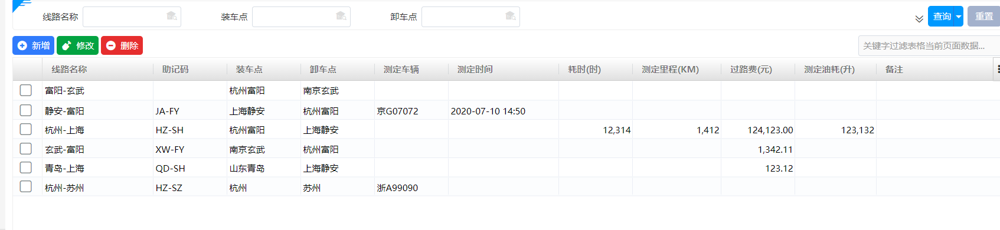 线路名称 装车点 卸车点 查询 重置
新增 修改 删除 关键字过滤表格当前页面数据...
线路名称 助记码 装车点 卸车点 测定车辆 测定时间 耗时(时) 测定里程(KM) 过路费(元) 测定油耗(升) 备注
富阳-玄武 杭州富阳 南京玄武
静安-富阳 JA-FY 上海静安 杭州富阳 京G07072 2020-07-10 14:50
杭州-上海 HZ-SH 杭州富阳 上海静安 12,314 1,412 124,123.00 123,132
玄武-富阳 XW-FY 南京玄武 杭州富阳 1,342.11
青岛-上海 QD-SH 山东青岛 上海静安 123.12
杭州-苏州 HZ-SZ 杭州 苏州 浙A99090